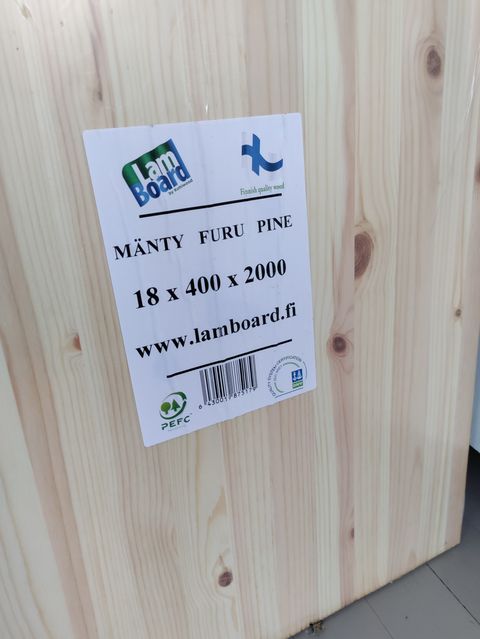 Lam
Board
Finnish quality wood
MÄNTY FURU PINE
18 x 400 x 2000
www.lamboard.fi
PEFC